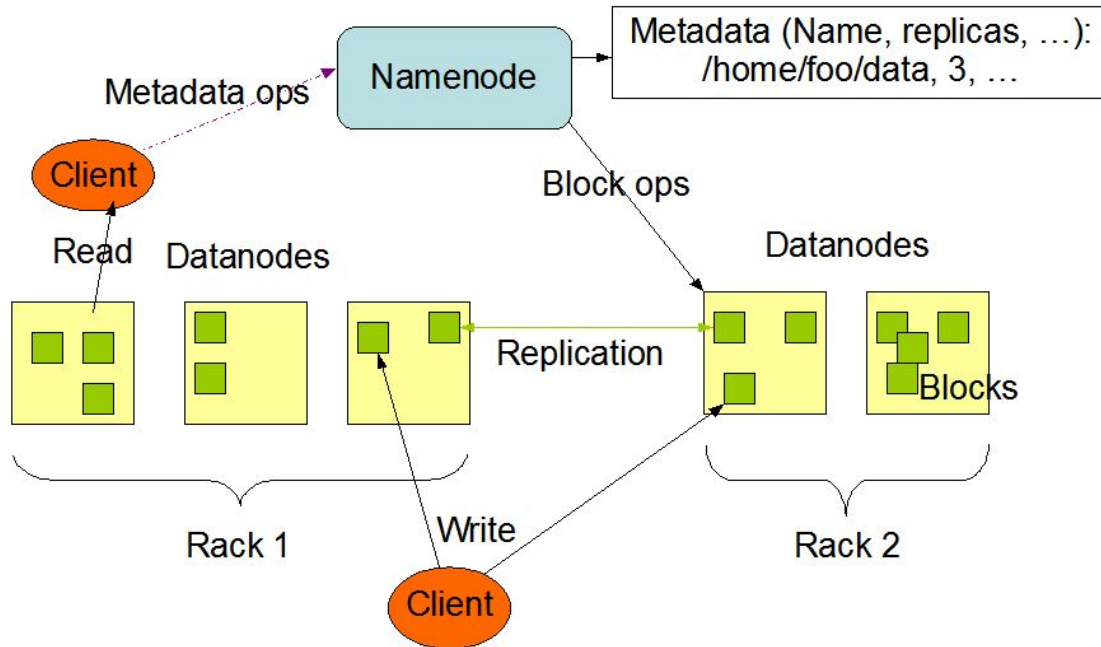 Metadata (Name, replicas, …):
/home/foo/data, 3, …
Namenode
Metadata ops
Client
Block ops
Read
Datanodes
Datanodes
Replication
Blocks
Rack 1
Write
Rack 2
Client